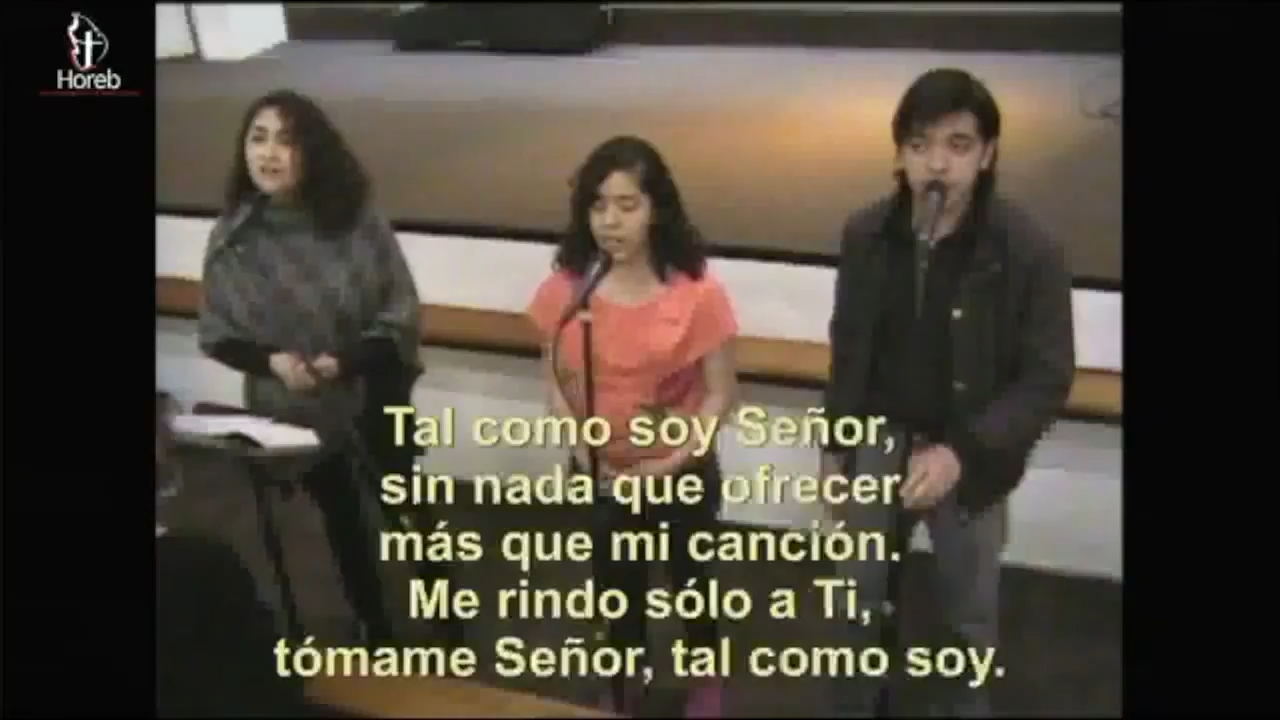 Horeb
Tal como soy Señor,
sin nada que ofrecer
más que mi canción.
Me rindo sólo a Ti,
tómame Señor, tal como soy.